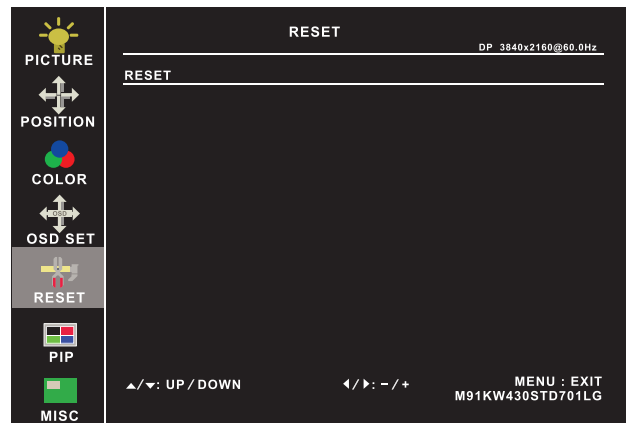 PICTURE
POSITION
COLOR
OSD
OSD SET
RESET
PIP
MISC
RESET
DP 3840x2160@60.0Hz
RESET
▲/▼: UP / DOWN ◀/▶: – / + MENU : EXIT
M91KW430STD701LG